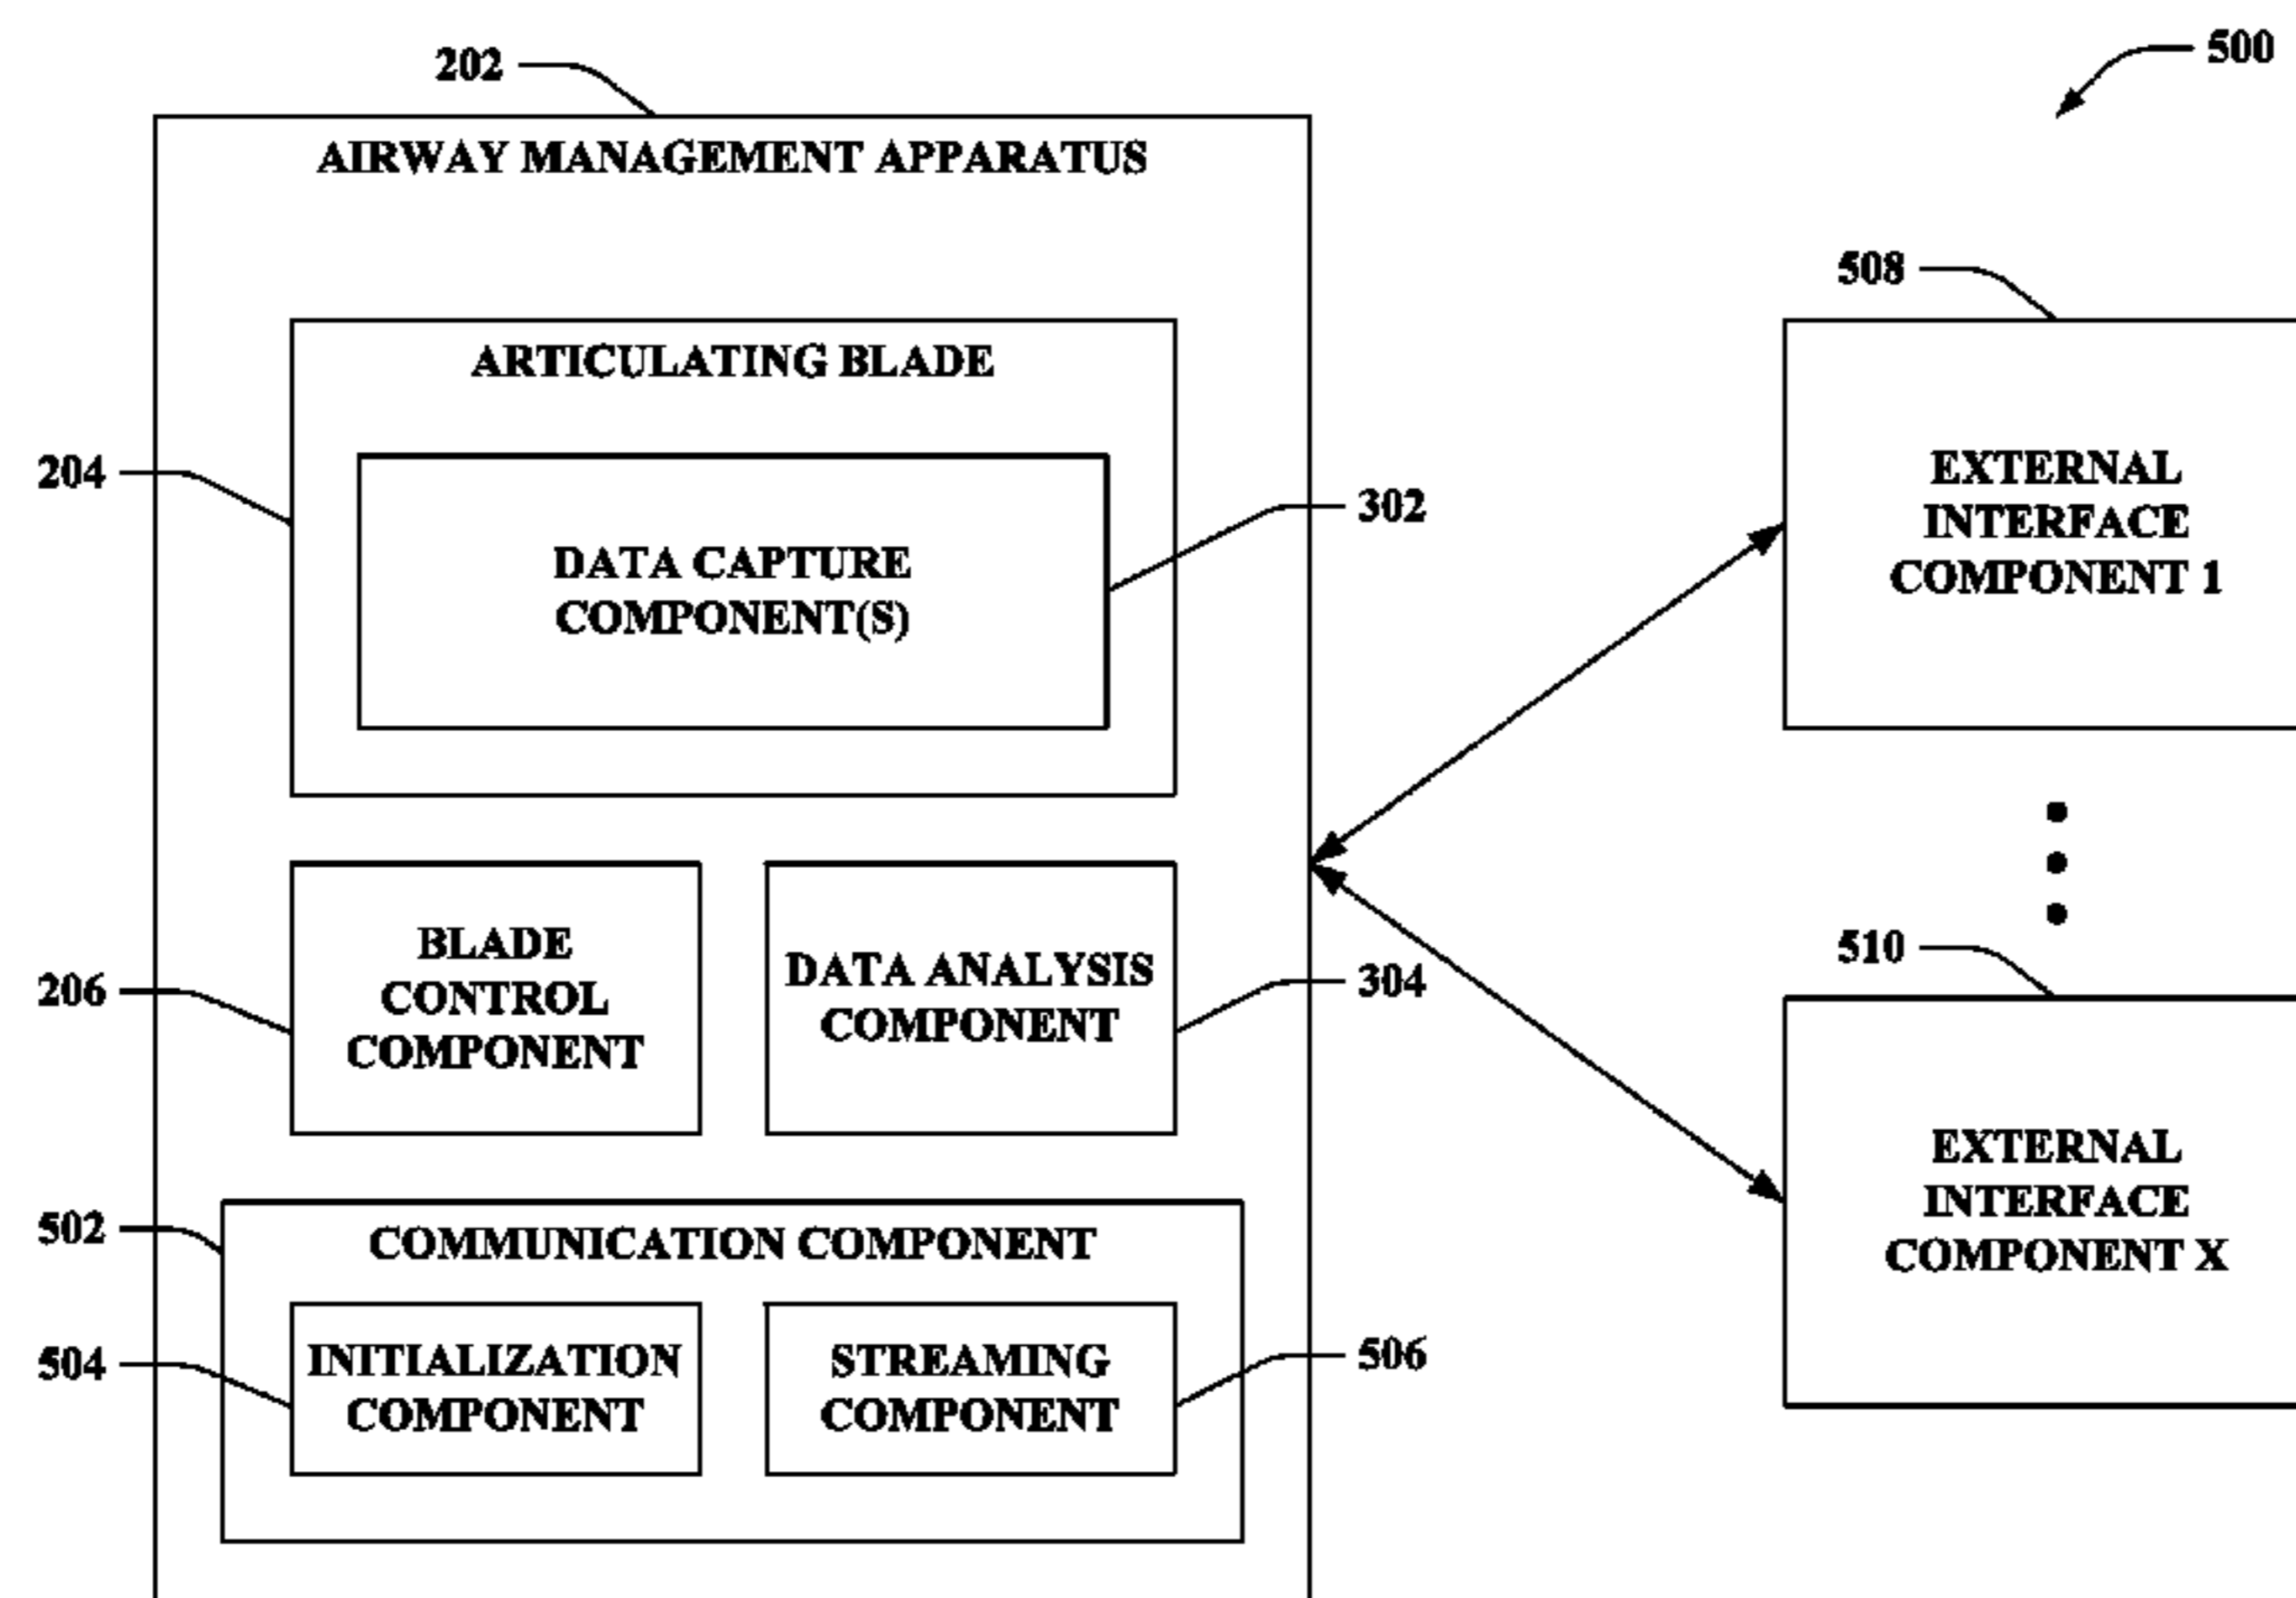 500
202
AIRWAY MANAGEMENT APPARATUS
508
ARTICULATING BLADE
204
302
DATA CAPTURE
COMPONENT(S)
EXTERNAL
INTERFACE
COMPONENT 1
206
BLADE
CONTROL
COMPONENT
DATA ANALYSIS
COMPONENT
304
510
EXTERNAL
INTERFACE
COMPONENT X
502
COMMUNICATION COMPONENT
504
INITIALIZATION
COMPONENT
STREAMING
COMPONENT
506